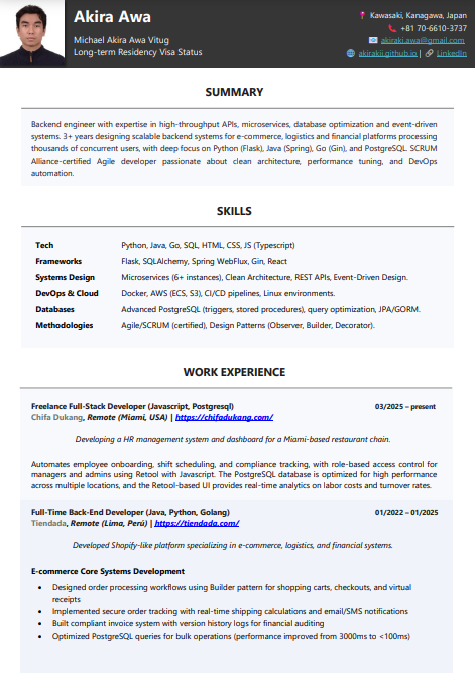 Akira Awa
Michael Akira Awa Vitug
Long-term Residency Visa Status
Kawasaki, Kanagawa, Japan
+81 70-6610-3737
akiraki.awa@gmail.com
akirakii.github.io | LinkedIn
SUMMARY
Backend engineer with expertise in high-throughput APIs, microservices, database optimization and event-driven
systems. 3+ years designing scalable backend systems for e-commerce, logistics and financial platforms processing
thousands of concurrent users, with deep-focus on Python (Flask), Java (Spring), Go (Gin), and PostgreSQL. SCRUM
Alliance-certified Agile developer passionate about clean architecture, performance tuning, and DevOps
automation.
SKILLS
Tech Python, Java, Go, SQL, HTML, CSS, JS (Typescript)
Frameworks Flask, SQLAlchemy, Spring WebFlux, Gin, React
Systems Design Microservices (6+ instances), Clean Architecture, REST APIs, Event-Driven Design.
DevOps & Cloud Docker, AWS (ECS, S3), CI/CD pipelines, Linux environments.
Databases Advanced PostgreSQL (triggers, stored procedures), query optimization, JPA/GORM.
Methodologies Agile/SCRUM (certified), Design Patterns (Observer, Builder, Decorator).
WORK EXPERIENCE
Freelance Full-Stack Developer (Javascript, Postgresql) 03/2025 – present
Chifa Dukang, Remote (Miami, USA) | https://chifadukang.com/
Developing a HR management system and dashboard for a Miami-based restaurant chain.
Automates employee onboarding, shift scheduling, and compliance tracking, with role-based access control for
managers and admins using Retool with Javascript. The PostgreSQL database is optimized for high performance
across multiple locations, and the Retool-based UI provides real-time analytics on labor costs and turnover rates.
Full-Time Back-End Developer (Java, Python, Golang) 01/2022 – 01/2025
Tiendada, Remote (Lima, Perú) | https://tiendada.com/
Developed Shopify-like platform specializing in e-commerce, logistics, and financial systems.
E-commerce Core Systems Development
• Designed order processing workflows using Builder pattern for shopping carts, checkouts, and virtual
receipts
• Implemented secure order tracking with real-time shipping calculations and email/SMS notifications
• Built compliant invoice system with version history logs for financial auditing
• Optimized PostgreSQL queries for bulk operations (performance improved from 3000ms to <100ms)